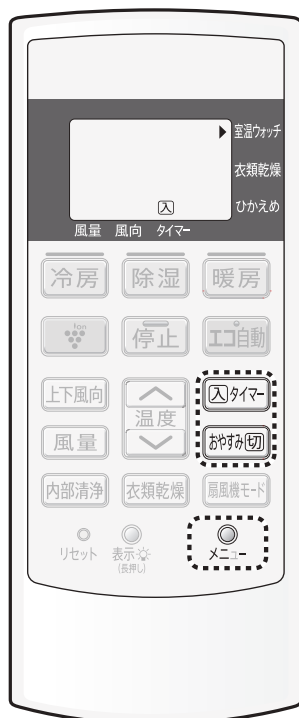 室温ウォッチ
衣類乾燥
入 ひかえめ
風量 風向 タイマー
冷房 除湿 暖房
ion 停止 エコ自動
上下風向 温度 入タイマー
風量 おやすみ切
内部清浄 衣類乾燥 扇風機モード
リセット 表示 メニュー
(長押し)